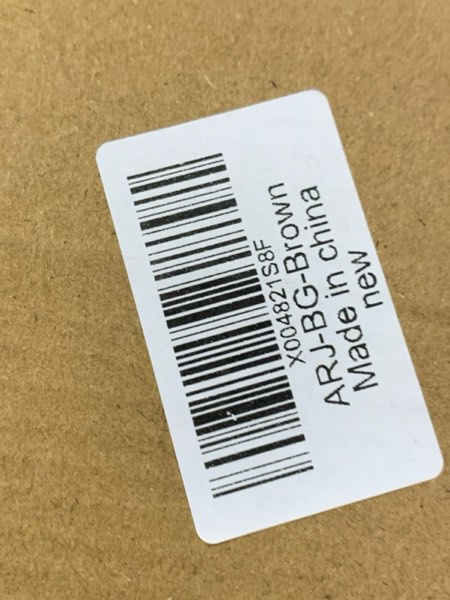 X004821S8F
ARJ-BG-Brown
Made in china
new